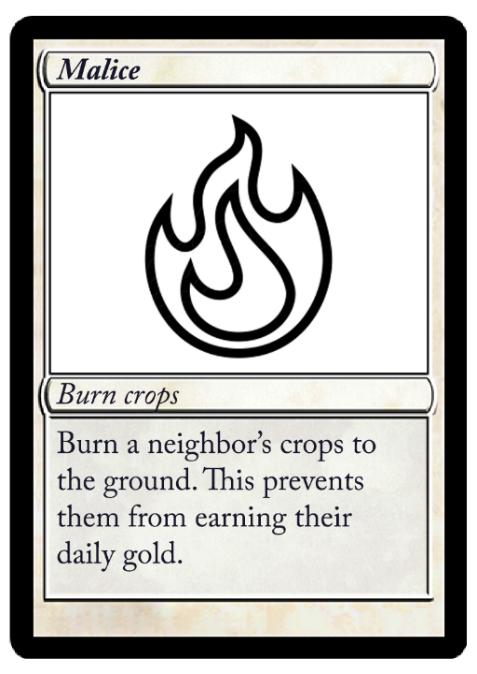 Malice
Burn crops
Burn a neighbor’s crops to
the ground. This prevents
them from earning their
daily gold.